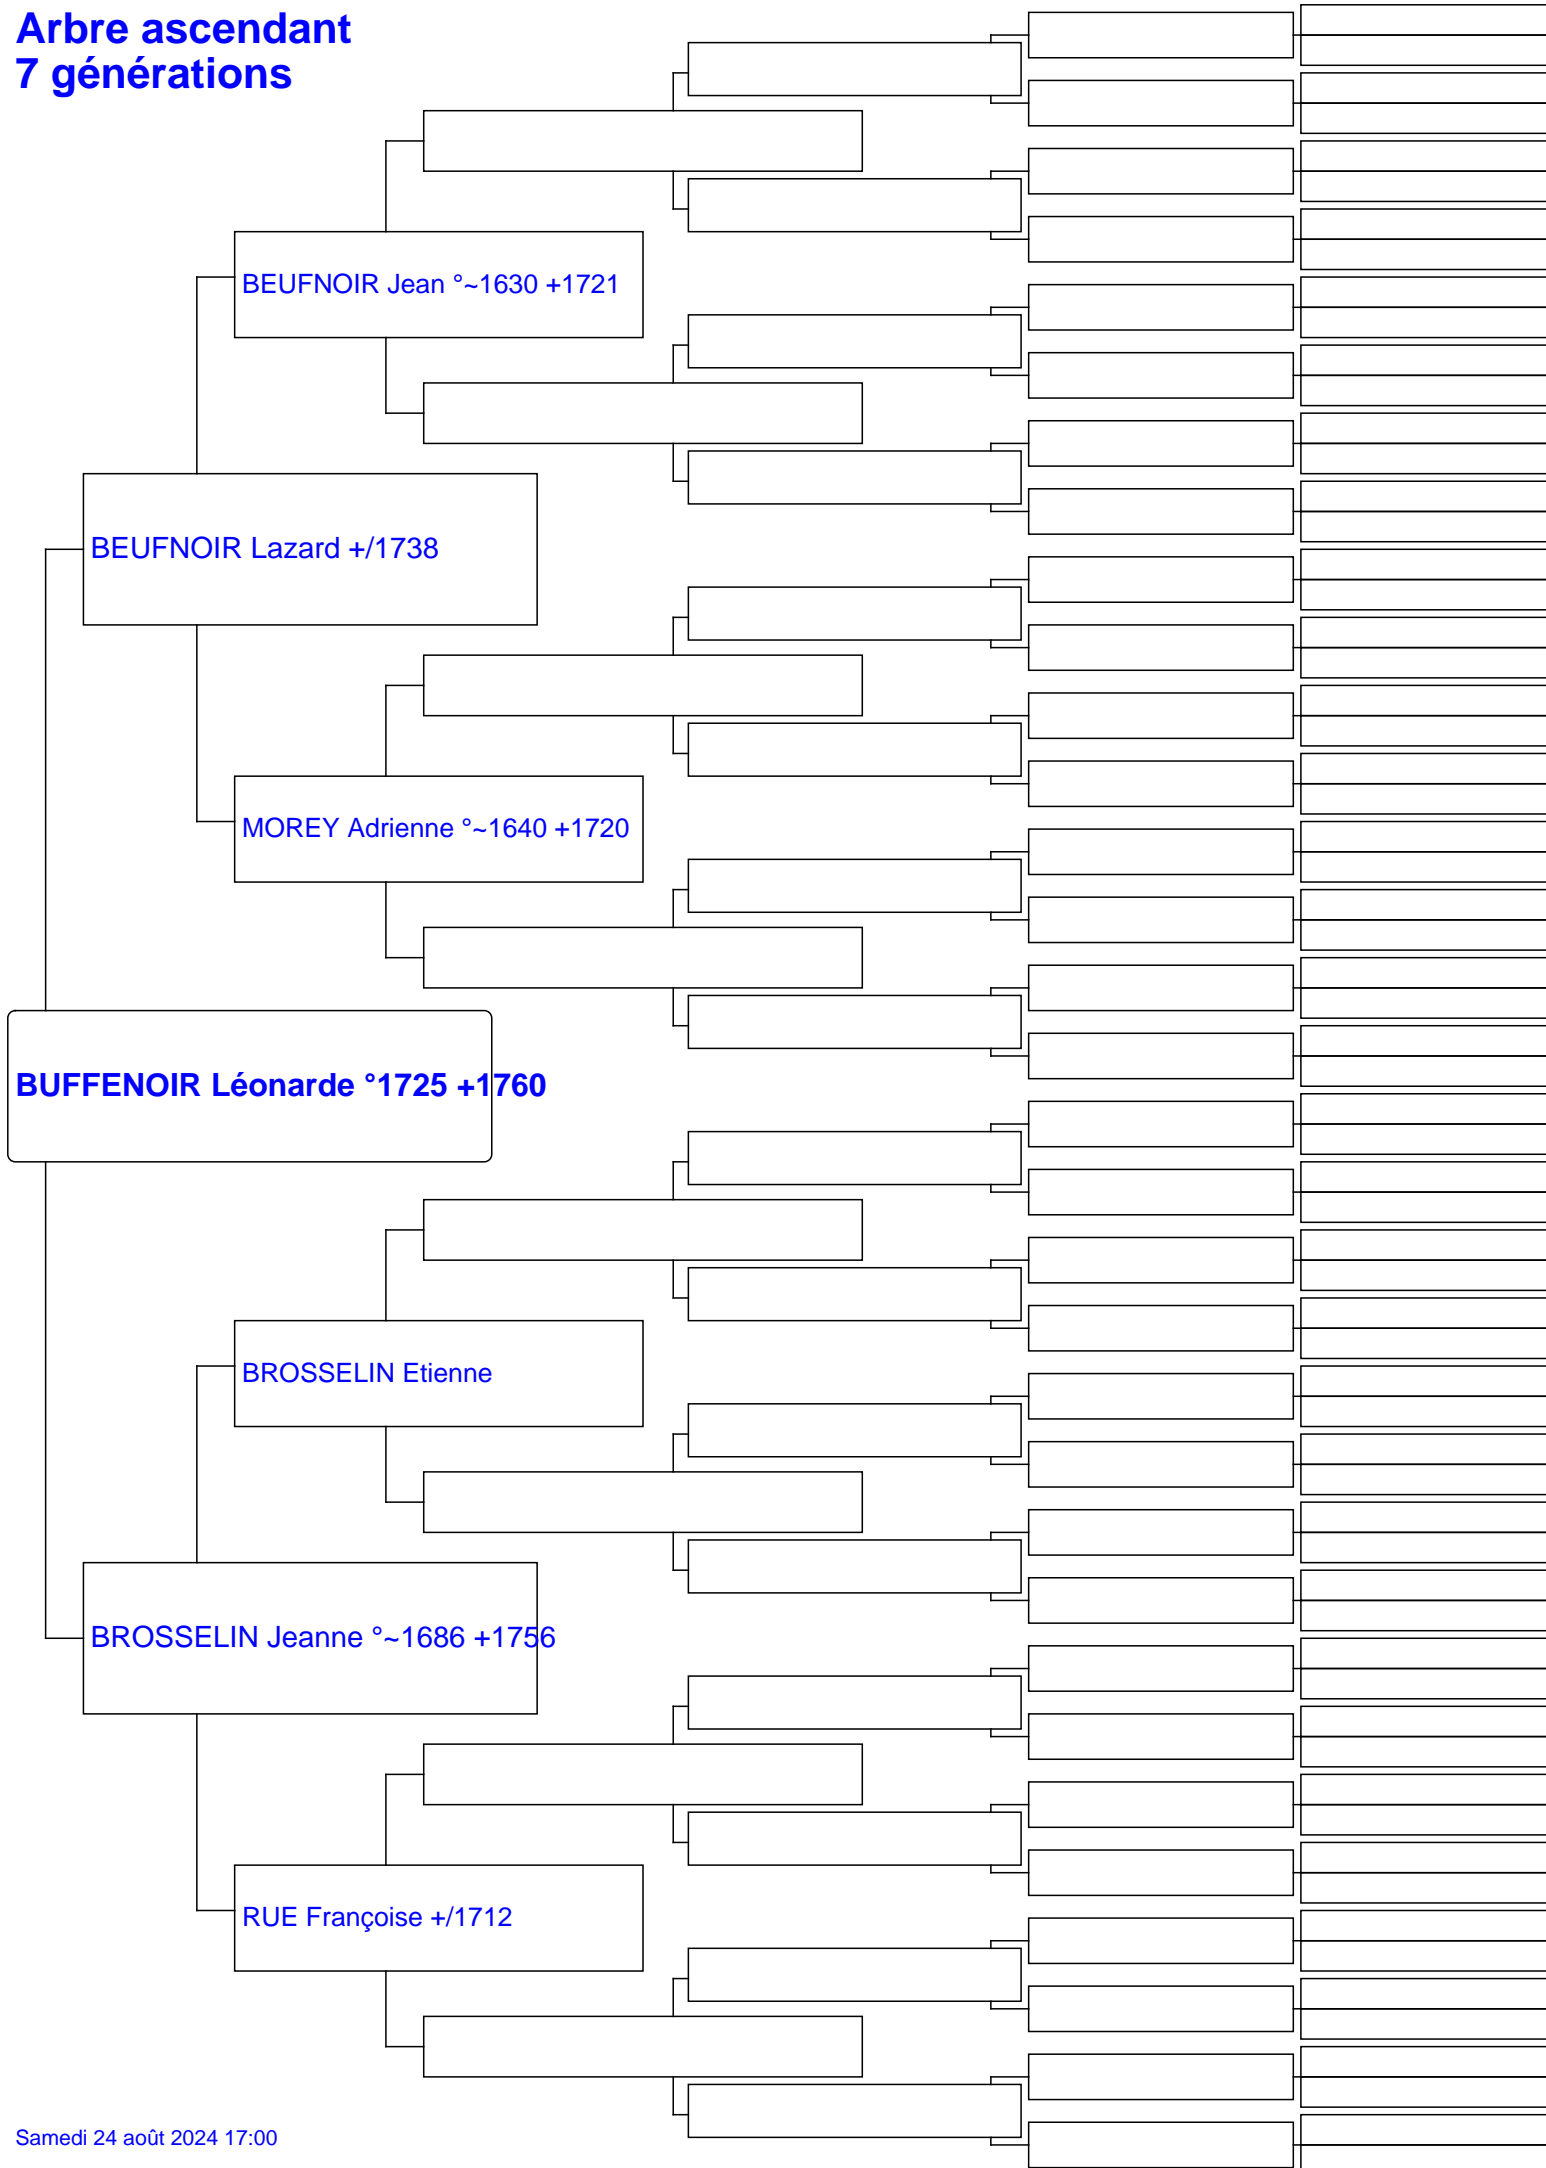 Arbre ascendant
7 générations
BEUFNOIR Jean °~1630 +1721
BEUFNOIR Lazard +/1738
MOREY Adrienne °~1640 +1720
BUFFENOIR Léonarde °1725 +1760
BROSSELIN Etienne
BROSSELIN Jeanne °~1686 +1756
RUE Françoise +/1712
Samedi 24 août 2024 17:00